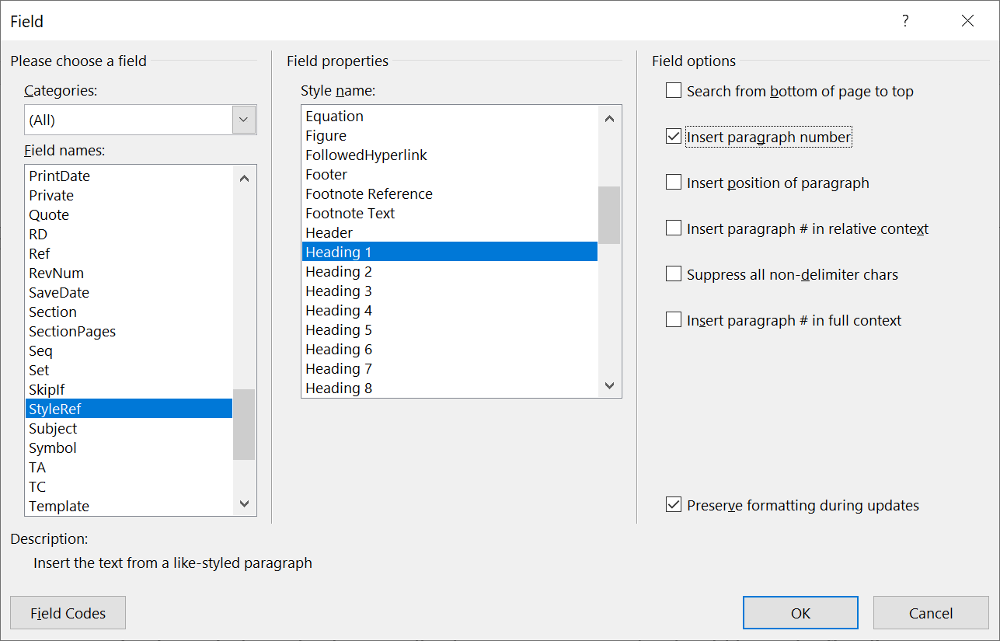 Field
?
Please choose a field
Categories:
(All)
Field names:
PrintDate
Private
Quote
RD
Ref
RevNum
SaveDate
Section
SectionPages
Seq
Set
SkipIf
StyleRef
Subject
Symbol
TA
TC
Template
Field properties
Style name:
Equation
Figure
FollowedHyperlink
Footer
Footnote Reference
Footnote Text
Header
Heading 1
Heading 2
Heading 3
Heading 4
Heading 5
Heading 6
Heading 7
Heading 8
Field options
Search from bottom of page to top
Insert paragraph number
Insert position of paragraph
Insert paragraph # in relative context
Suppress all non-delimiter chars
Insert paragraph # in full context
Preserve formatting during updates
Description:
Insert the text from a like-styled paragraph
Field Codes
OK
Cancel